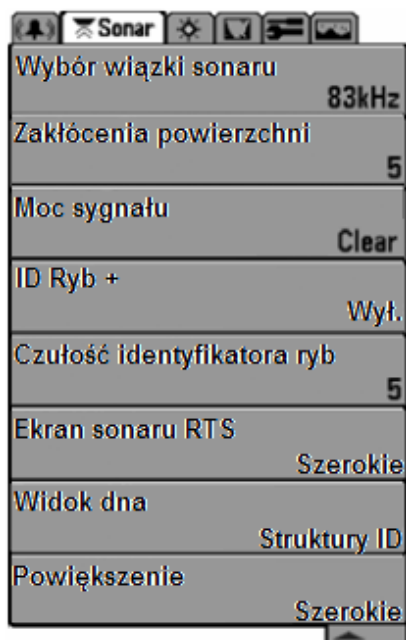 Sonar
Wybór wiązki sonaru
83kHz
Zakłócenia powierzchni
5
Moc sygnału
Clear
ID Ryb +
Wył.
Czułość identyfikatora ryb
5
Ekran sonaru RTS
Szerokie
Widok dna
Struktury ID
Powiększenie
Szerokie